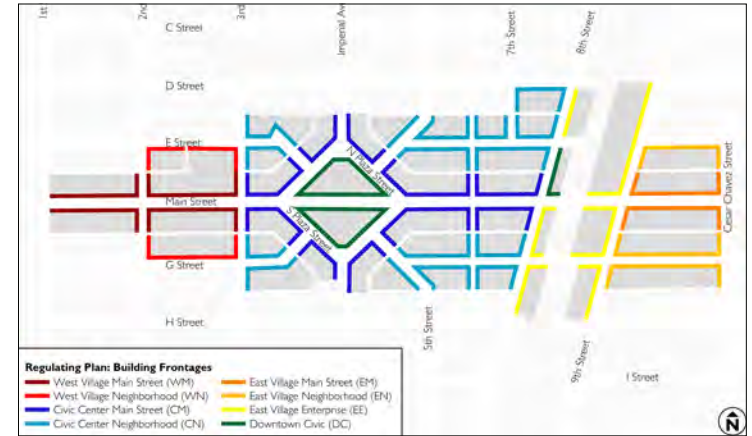 1st
2nd
3rd
Imperial Av
7th Street
8th Street
C Street
D Street
E Street
N Plaza Street
Main Street
S Plaza Street
Cesar Chavez Street
G Street
H Street
5th Street
9th Street
I Street
Regulating Plan: Building Frontages
West Village Main Street (WM)
West Village Neighborhood (WN)
Civic Center Main Street (CM)
Civic Center Neighborhood (CN)
East Village Main Street (EM)
East Village Neighborhood (EN)
East Village Enterprise (EE)
Downtown Civic (DC)
N